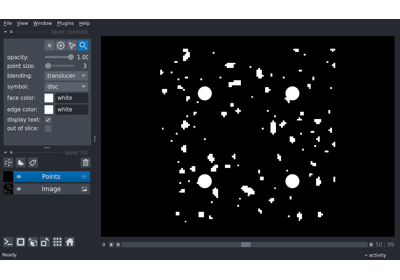 File View Window Plugins Help
layer controls
opacity: 1.00
point size: 3
blending: translucen
symbol: disc
face color: white
edge color: white
display text:
out of slice:
layer list
Points
Image
50 99
Ready
activity